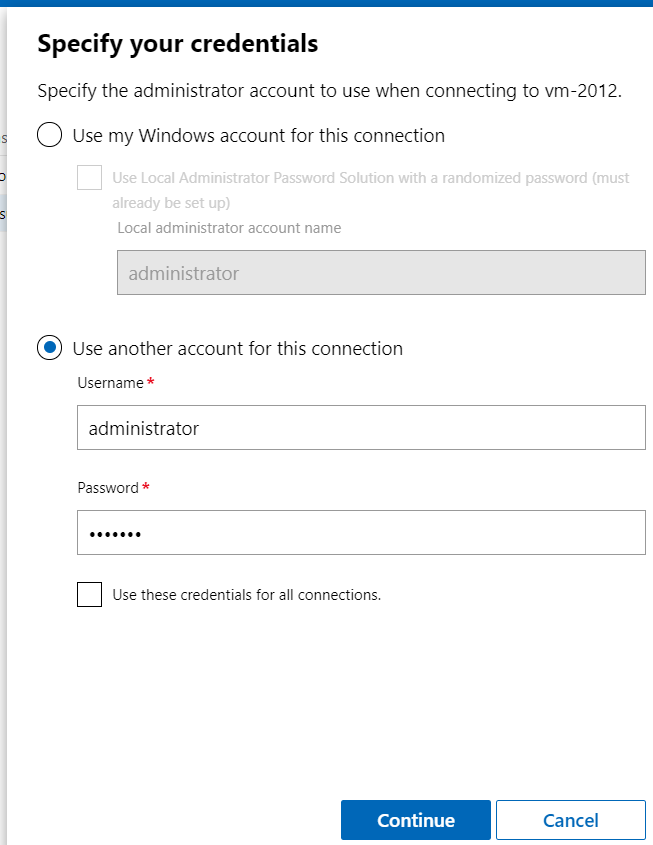 Specify your credentials
Specify the administrator account to use when connecting to vm-2012.
Use my Windows account for this connection
Use Local Administrator Password Solution with a randomized password (must
already be set up)
Local administrator account name
administrator
Use another account for this connection
Username *
administrator
Password *
•••••••
Use these credentials for all connections.
Continue
Cancel